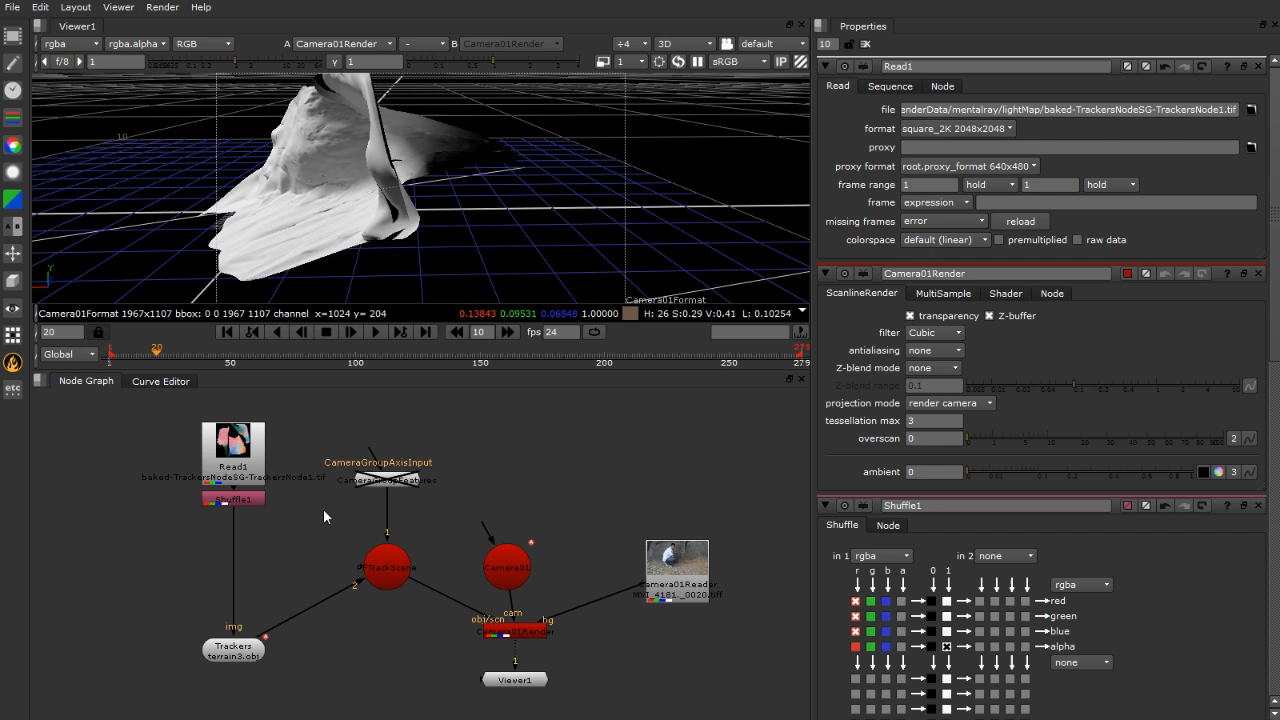 File Edit Layout Viewer Render Help
Viewer1
rgba rgba.alpha RGB A Camera01Render - B Camera01Render ÷4 3D default
f/8 1 γ 1 1 sRGB IP
10
Camera01Format
Camera01Format 1967x1107 bbox: 0 0 1967 1107 channel x=1024 y= 204 0.13843 0.09531 0.06848 1.00000 H: 26 S:0.29 V:0.41 L: 0.10254
20 10 fps 24
Global 1 20 50 100 150 200 275 279
Node Graph Curve Editor
Read1
baked-TrackersNodeSG-TrackersNode1.tif
Shuffle1
CameraGroupAxisInput
CameraGroupFeatures
1
PFTrackScene
2
Camera01
Camera01Reader
MVI_4181._0020.tiff
img
Trackers
terrain3.obj
obj/scn cam bg
Camera01Render
1
Viewer1
Properties
10
Read1
Read Sequence Node
file enderData/mentalray/lightMap/baked-TrackersNodeSG-TrackersNode1.tif
format square_2K 2048x2048
proxy
proxy format root.proxy_format 640x480
frame range 1 hold 1 hold
frame expression
missing frames error reload
colorspace default (linear) premultiplied raw data
Camera01Render
ScanlineRender MultiSample Shader Node
transparency Z-buffer
filter Cubic
antialiasing none
Z-blend mode none
Z-blend range 0.1
projection mode render camera
tessellation max 3
overscan 0 2
ambient 0 3
Shuffle1
Shuffle Node
in 1 rgba in 2 none
r g b a 0 1
rgba
red
green
blue
alpha
none
etc